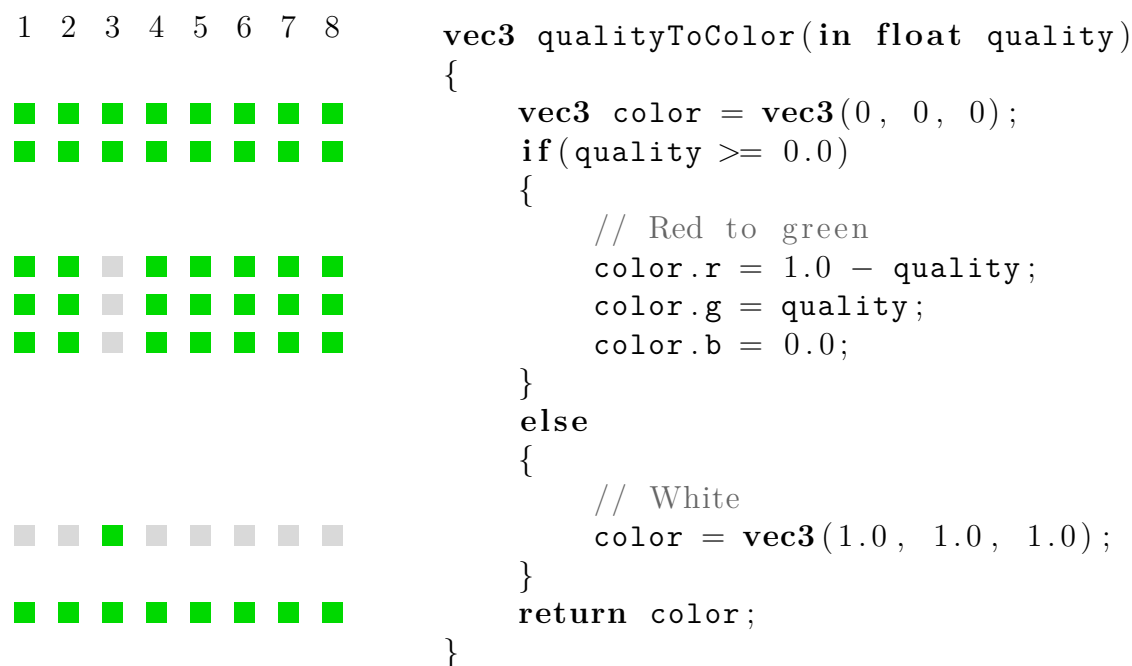 1 2 3 4 5 6 7 8 vec3 qualityToColor(in float quality)
{
vec3 color = vec3(0, 0, 0);
if(quality >= 0.0)
{
// Red to green
color.r = 1.0 − quality;
color.g = quality;
color.b = 0.0;
}
else
{
// White
color = vec3(1.0, 1.0, 1.0);
}
return color;
}